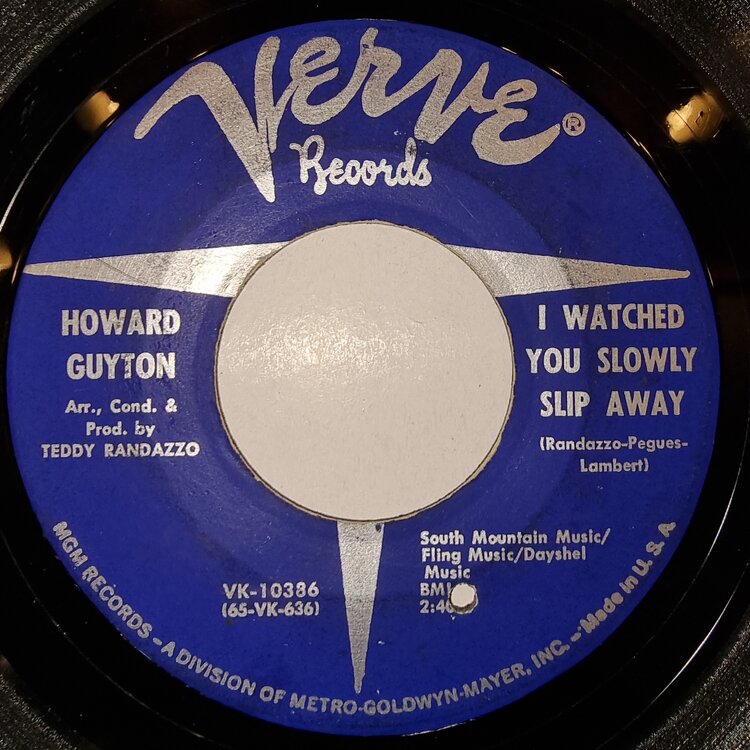 VERVE®
Records
HOWARD
GUYTON
Arr., Cond. &
Prod. by
TEDDY RANDAZZO
I WATCHED
YOU SLOWLY
SLIP AWAY
(Randazzo-Pegues-
Lambert)
VK-10386
(65-VK-636)
South Mountain Music/
Fling Music/Dayshel
Music
BMI
MGM RECORDS – A DIVISION OF METRO-GOLDWYN-MAYER, INC. – Made in U. S. A.